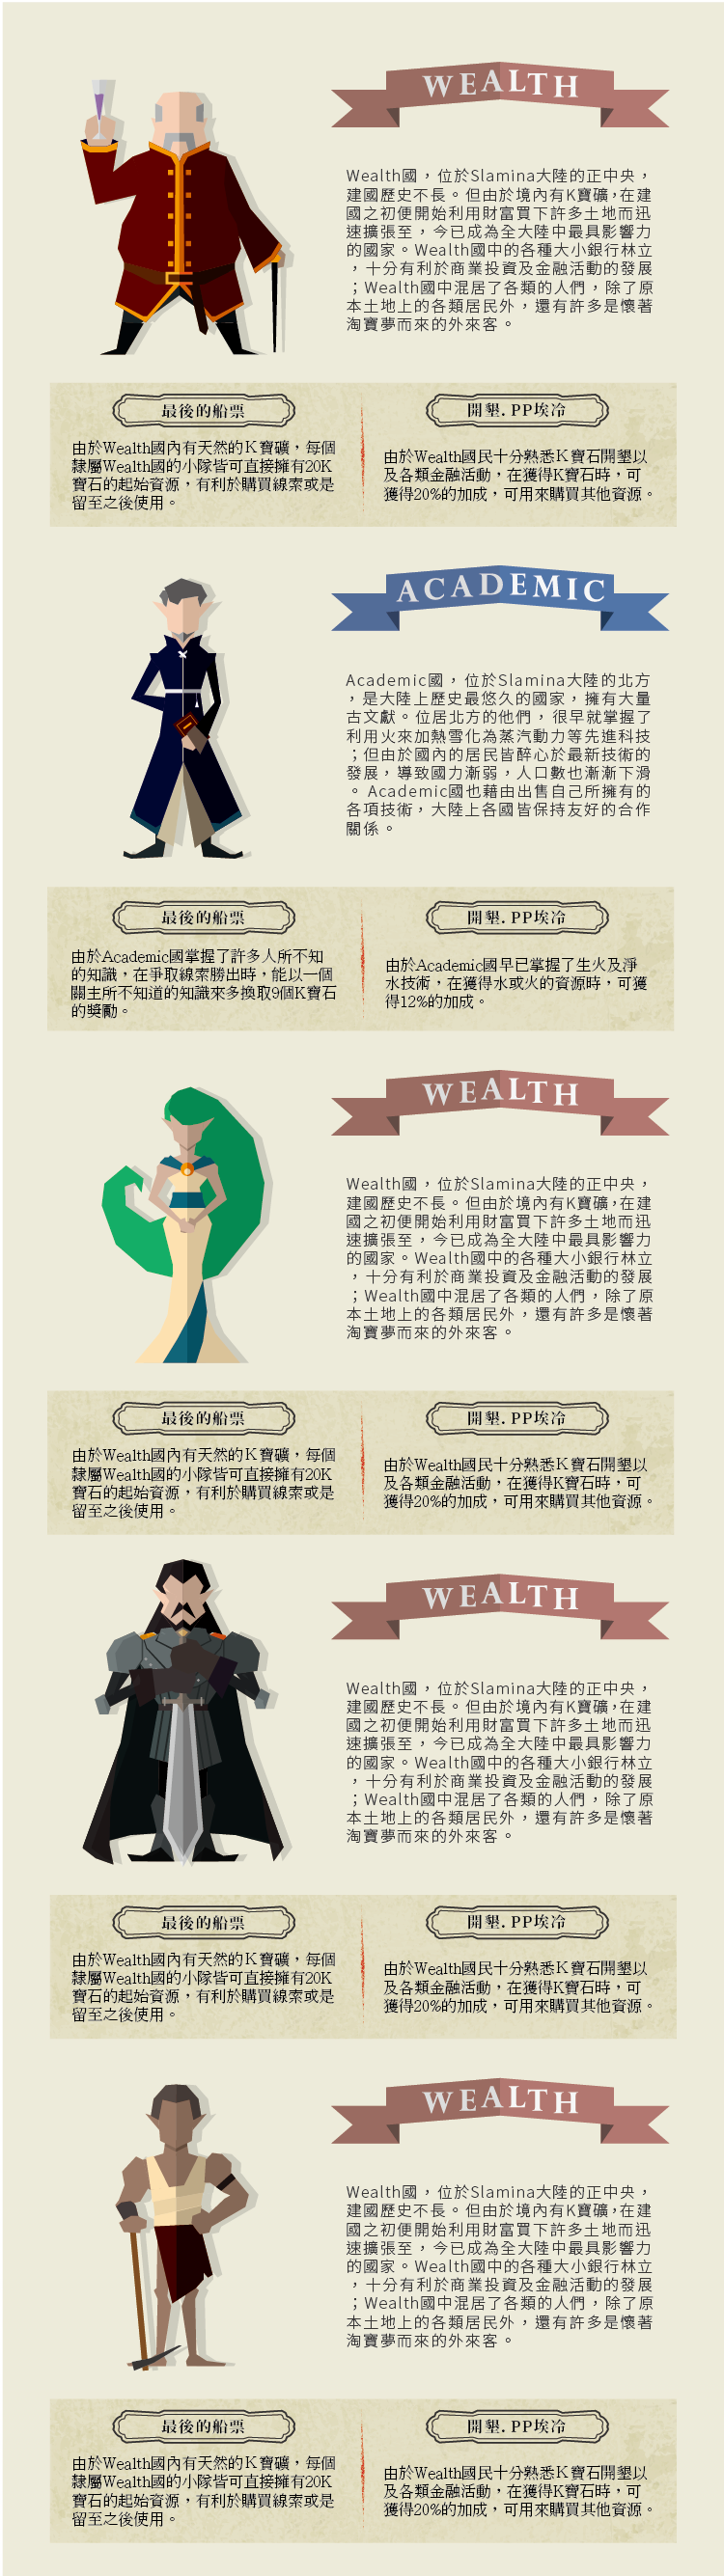 WEALTH
Wealth國，位於Slamina大陸的正中央，
建國歷史不長。但由於境內有K寶礦，在建
國之初便開始利用財富買下許多土地而迅
速擴張至，今已成為全大陸中最具影響力
的國家。Wealth國中的各種大小銀行林立
，十分有利於商業投資及金融活動的發展
；Wealth國中混居了各類的人們，除了原
本土地上的各類居民外，還有許多是懷著
淘寶夢而來的外來客。
最後的船票
由於Wealth國內有天然的K寶礦，每個
隸屬Wealth國的小隊皆可直接擁有20K
寶石的起始資源，有利於購買線索或是
留至之後使用。
開墾．PP埃冷
由於Wealth國民十分熟悉K寶石開墾以
及各類金融活動，在獲得K寶石時，可
獲得20%的加成，可用來購買其他資源。
ACADEMIC
Academic國，位於Slamina大陸的北方
，是大陸上歷史最悠久的國家，擁有大量
古文獻。位居北方的他們，很早就掌握了
利用火來加熱雪化為蒸汽動力等先進科技
；但由於國內的居民皆醉心於最新技術的
發展，導致國力漸弱，人口數也漸漸下滑
。Academic國也藉由出售自己所擁有的
各項技術，大陸上各國皆保持友好的合作
關係。
最後的船票
由於Academic國掌握了許多人所不知
的知識，在爭取線索勝出時，能以一個
關主所不知道的知識來多換取9個K寶石
的獎勵。
開墾．PP埃冷
由於Academic國早已掌握了生火及淨
水技術，在獲得水或火的資源時，可獲
得12%的加成。
WEALTH
Wealth國，位於Slamina大陸的正中央，
建國歷史不長。但由於境內有K寶礦，在建
國之初便開始利用財富買下許多土地而迅
速擴張至，今已成為全大陸中最具影響力
的國家。Wealth國中的各種大小銀行林立
，十分有利於商業投資及金融活動的發展
；Wealth國中混居了各類的人們，除了原
本土地上的各類居民外，還有許多是懷著
淘寶夢而來的外來客。
最後的船票
由於Wealth國內有天然的K寶礦，每個
隸屬Wealth國的小隊皆可直接擁有20K
寶石的起始資源，有利於購買線索或是
留至之後使用。
開墾．PP埃冷
由於Wealth國民十分熟悉K寶石開墾以
及各類金融活動，在獲得K寶石時，可
獲得20%的加成，可用來購買其他資源。
WEALTH
Wealth國，位於Slamina大陸的正中央，
建國歷史不長。但由於境內有K寶礦，在建
國之初便開始利用財富買下許多土地而迅
速擴張至，今已成為全大陸中最具影響力
的國家。Wealth國中的各種大小銀行林立
，十分有利於商業投資及金融活動的發展
；Wealth國中混居了各類的人們，除了原
本土地上的各類居民外，還有許多是懷著
淘寶夢而來的外來客。
最後的船票
由於Wealth國內有天然的K寶礦，每個
隸屬Wealth國的小隊皆可直接擁有20K
寶石的起始資源，有利於購買線索或是
留至之後使用。
開墾．PP埃冷
由於Wealth國民十分熟悉K寶石開墾以
及各類金融活動，在獲得K寶石時，可
獲得20%的加成，可用來購買其他資源。
WEALTH
Wealth國，位於Slamina大陸的正中央，
建國歷史不長。但由於境內有K寶礦，在建
國之初便開始利用財富買下許多土地而迅
速擴張至，今已成為全大陸中最具影響力
的國家。Wealth國中的各種大小銀行林立
，十分有利於商業投資及金融活動的發展
；Wealth國中混居了各類的人們，除了原
本土地上的各類居民外，還有許多是懷著
淘寶夢而來的外來客。
最後的船票
由於Wealth國內有天然的K寶礦，每個
隸屬Wealth國的小隊皆可直接擁有20K
寶石的起始資源，有利於購買線索或是
留至之後使用。
開墾．PP埃冷
由於Wealth國民十分熟悉K寶石開墾以
及各類金融活動，在獲得K寶石時，可
獲得20%的加成，可用來購買其他資源。